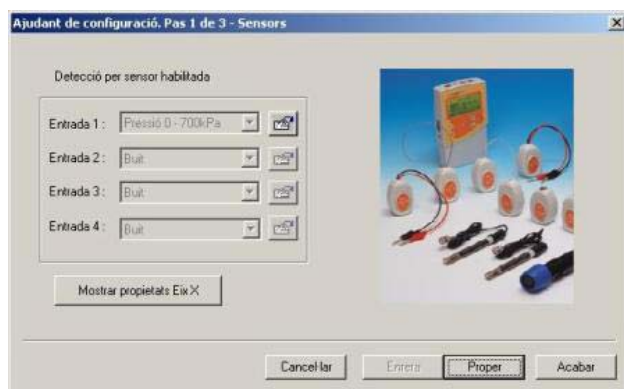 Ajudant de configuració. Pas 1 de 3 - Sensors
Detecció per sensor habilitada
Entrada 1 : Pressió 0 - 700kPa
Entrada 2 : Buit
Entrada 3 : Buit
Entrada 4 : Buit
Mostrar propietats Eix X
Cancel·lar Enrera Proper Acabar